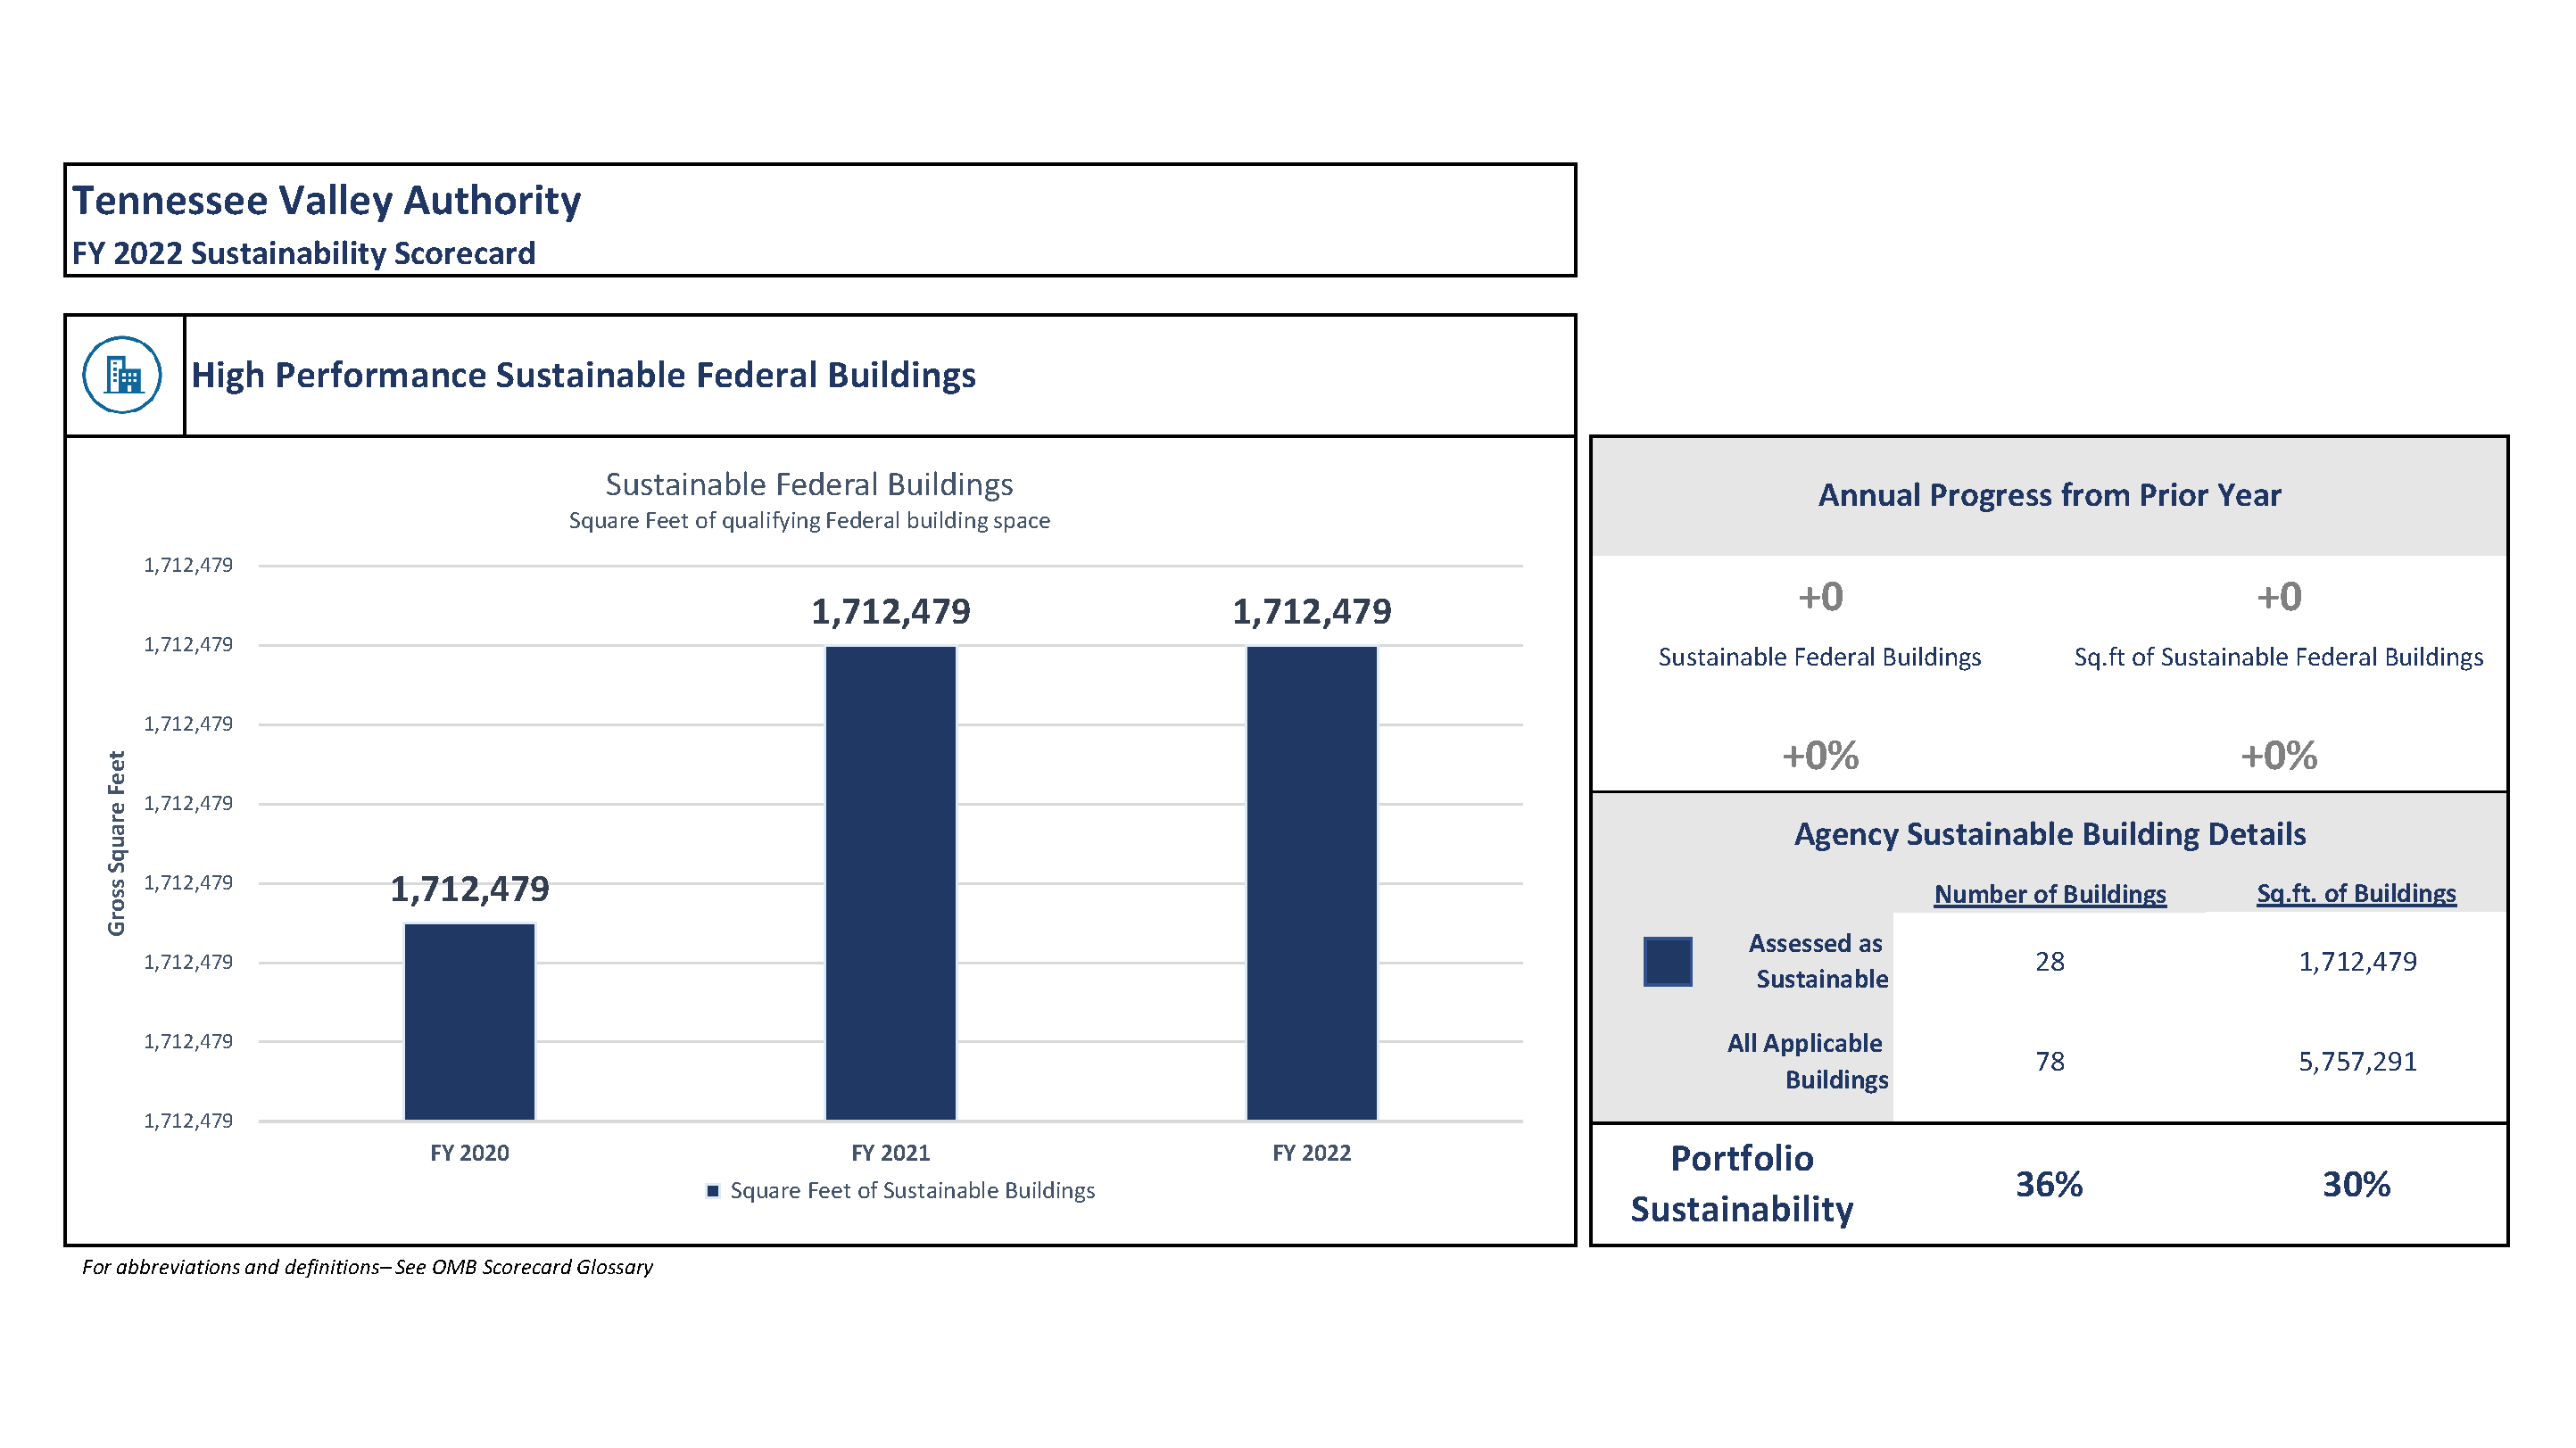 Tennessee Valley Authority
FY 2022 Sustainability Scorecard
High Performance Sustainable Federal Buildings
Sustainable Federal Buildings
Square Feet of qualifying Federal building space
Gross Square Feet
1,712,479
1,712,479
1,712,479
1,712,479
1,712,479
1,712,479
1,712,479
1,712,479
1,712,479
1,712,479
1,712,479
FY 2020
FY 2021
FY 2022
Square Feet of Sustainable Buildings
Annual Progress from Prior Year
+0
+0
Sustainable Federal Buildings
Sq.ft of Sustainable Federal Buildings
+0%
+0%
Agency Sustainable Building Details
Number of Buildings
Sq.ft. of Buildings
Assessed as
Sustainable
28
1,712,479
All Applicable
Buildings
78
5,757,291
Portfolio
Sustainability
36%
30%
For abbreviations and definitions– See OMB Scorecard Glossary